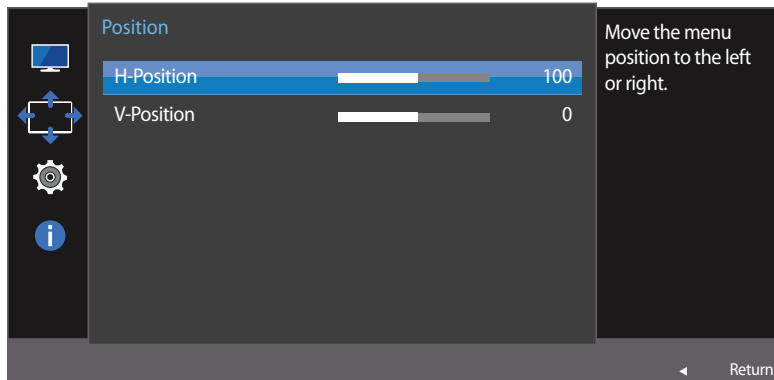 Position
H-Position 100
V-Position 0
Move the menu
position to the left
or right.
Return